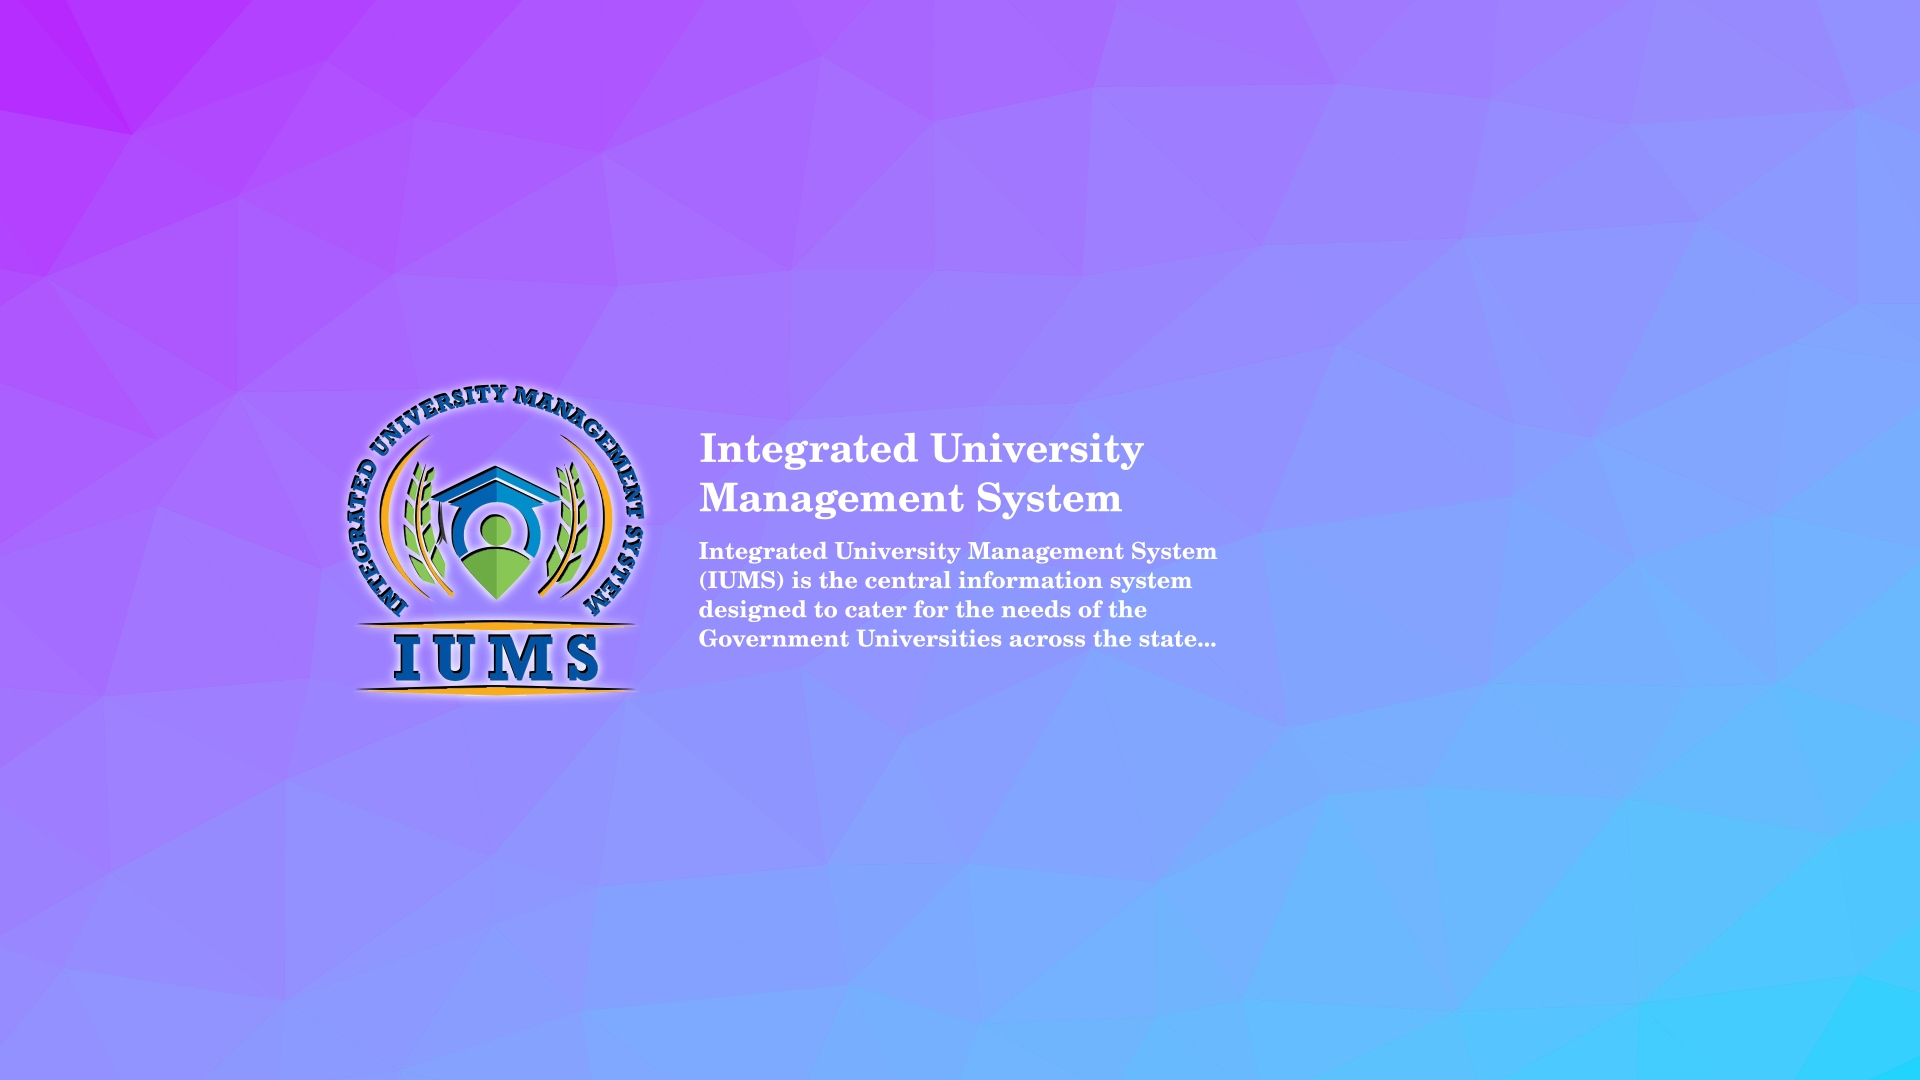 INTEGRATED UNIVERSITY MANAGEMENT SYSTEM
IUMS
Integrated University
Management System
Integrated University Management System
(IUMS) is the central information system
designed to cater for the needs of the
Government Universities across the state...